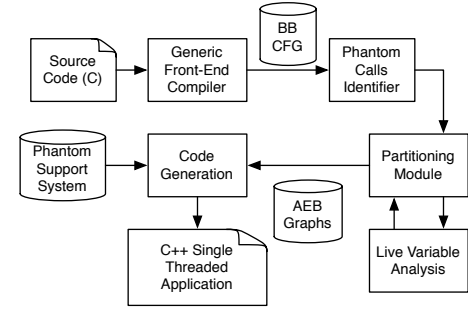 Source
Code (C)
Generic
Front-End
Compiler
BB
CFG
Phantom
Calls
Identifier
Phantom
Support
System
Code
Generation
AEB
Graphs
Partitioning
Module
C++ Single
Threaded
Application
Live Variable
Analysis